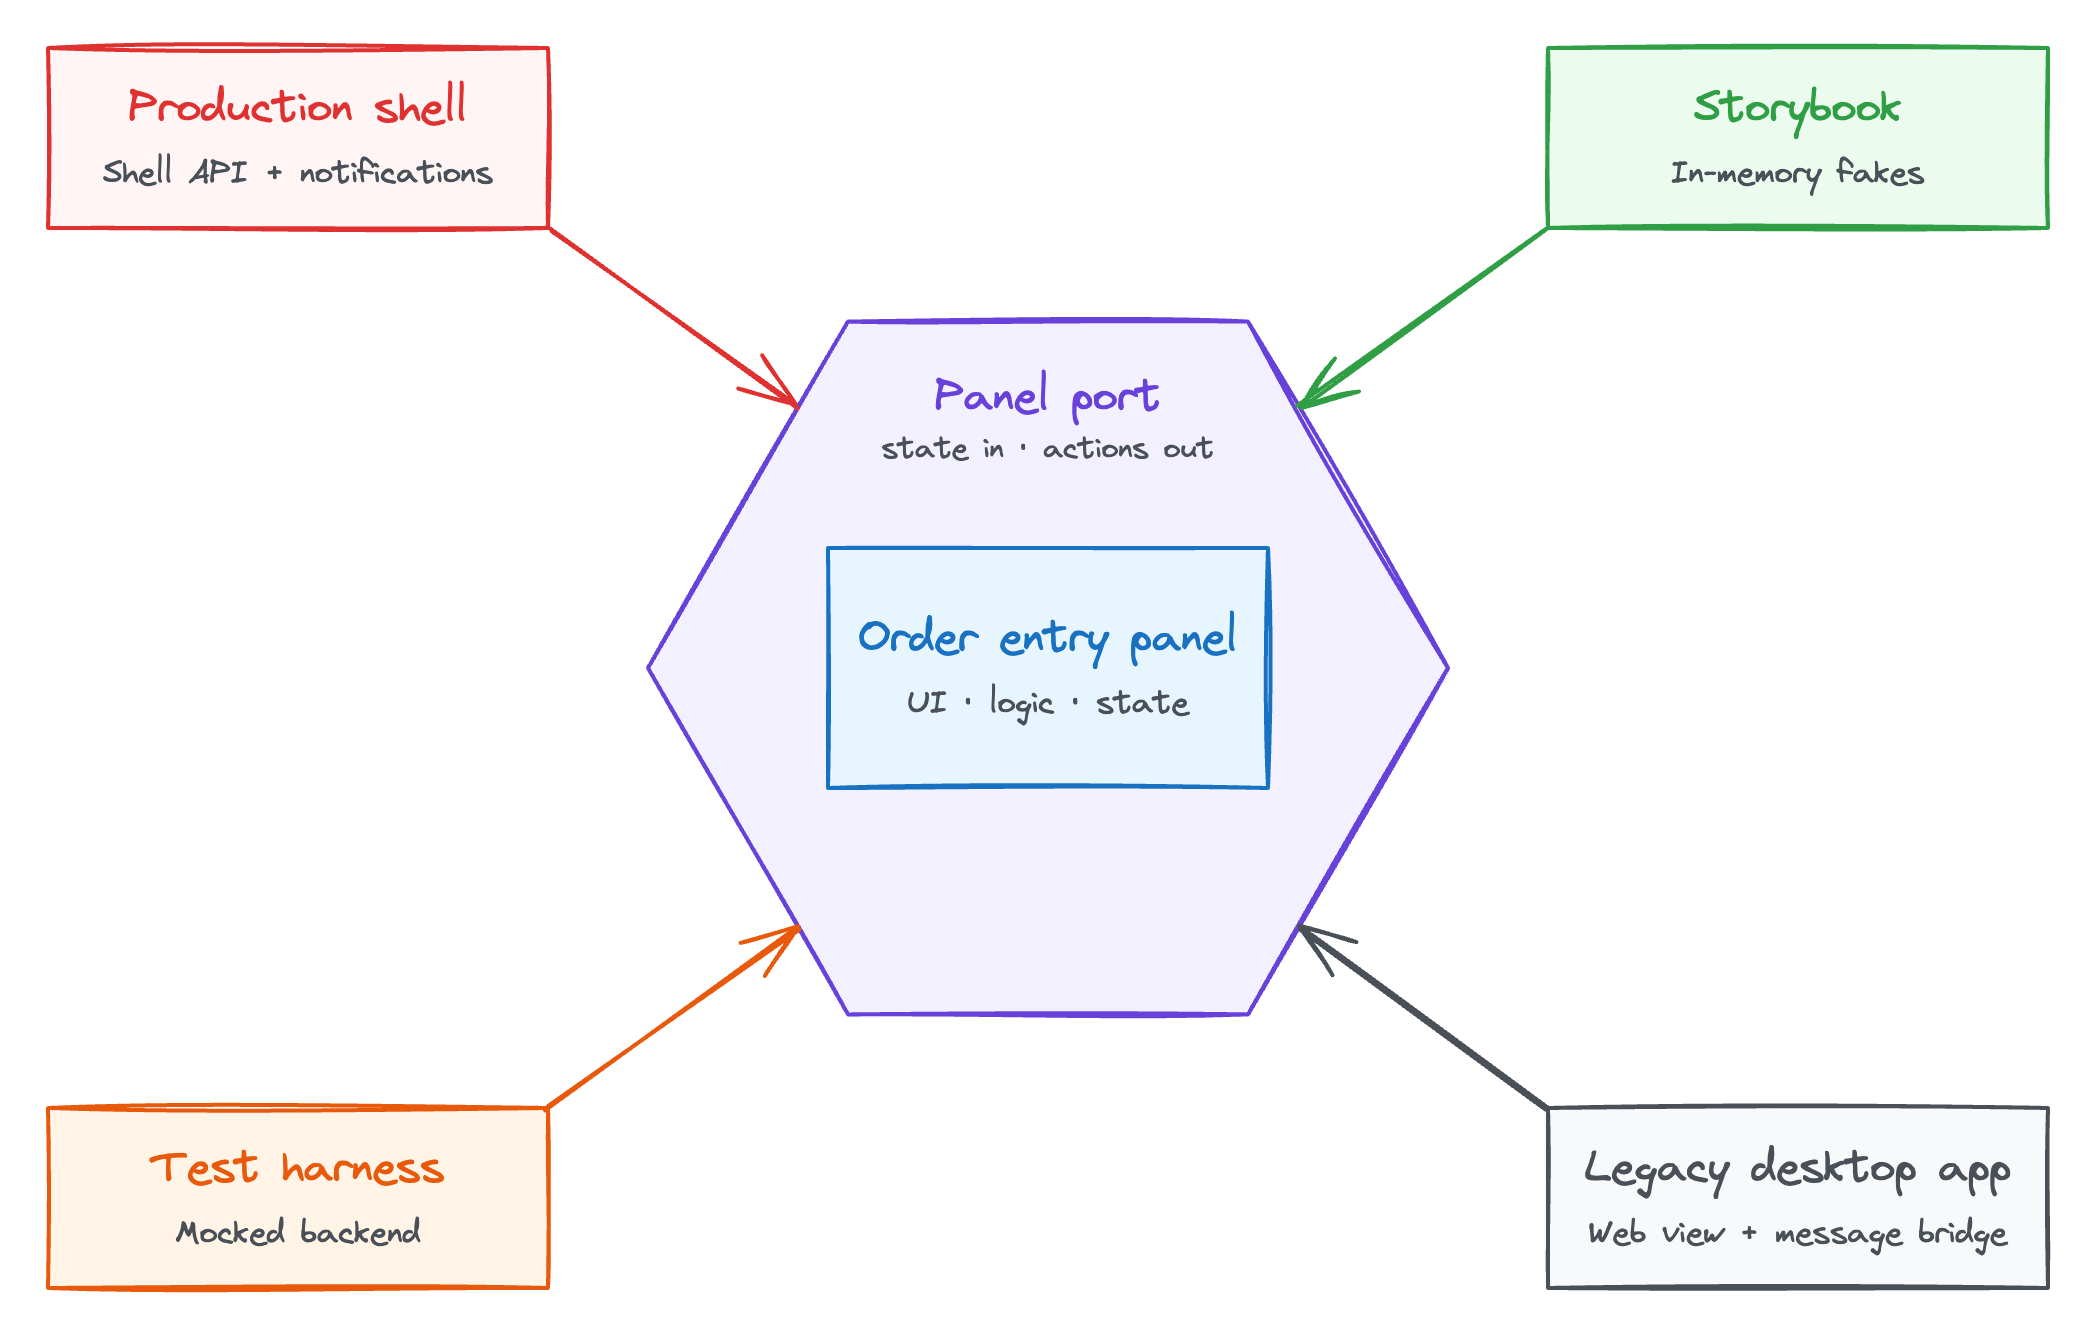 Production shell
Shell API + notifications
Storybook
In-memory fakes
Panel port
state in · actions out
Order entry panel
UI · logic · state
Test harness
Mocked backend
Legacy desktop app
Web view + message bridge